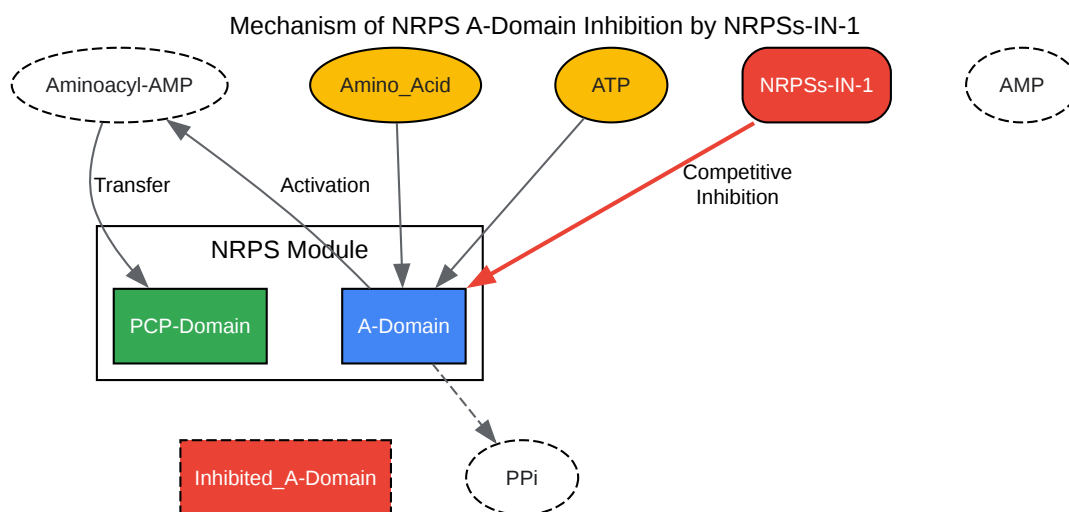 Mechanism of NRPS A-Domain Inhibition by NRPSs-IN-1
Aminoacyl-AMP
Amino_Acid
ATP
NRPSs-IN-1
AMP
Transfer
Activation
Competitive
Inhibition
NRPS Module
PCP-Domain
A-Domain
Inhibited_A-Domain
PPi